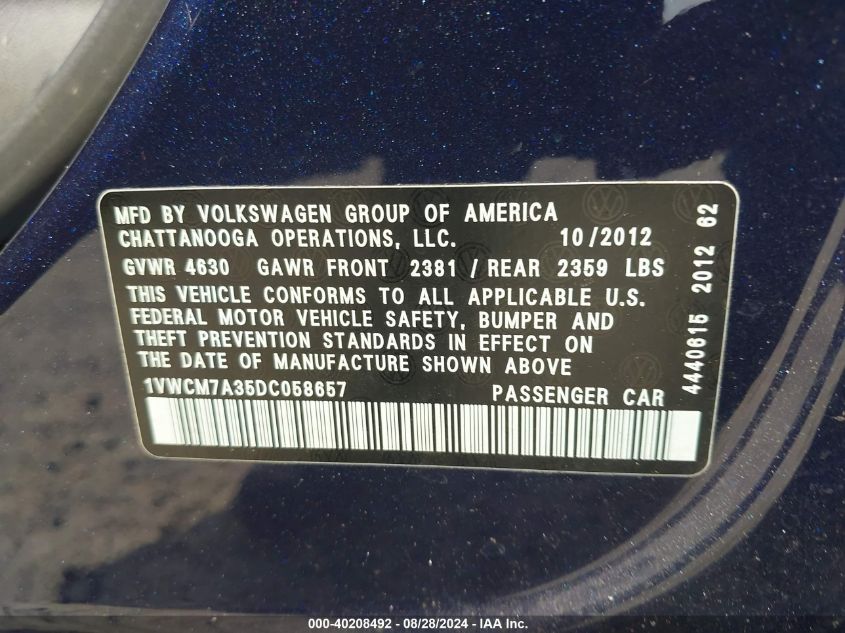 MFD BY VOLKSWAGEN GROUP OF AMERICA
CHATTANOOGA OPERATIONS, LLC. 10/2012
GVWR 4630 GAWR FRONT 2381 / REAR 2359 LBS
THIS VEHICLE CONFORMS TO ALL APPLICABLE U.S.
FEDERAL MOTOR VEHICLE SAFETY, BUMPER AND
THEFT PREVENTION STANDARDS IN EFFECT ON
THE DATE OF MANUFACTURE SHOWN ABOVE
1VWCM7A35DC058657 PASSENGER CAR
4440615 2012 62
000-40208492 - 08/28/2024 - IAA Inc.